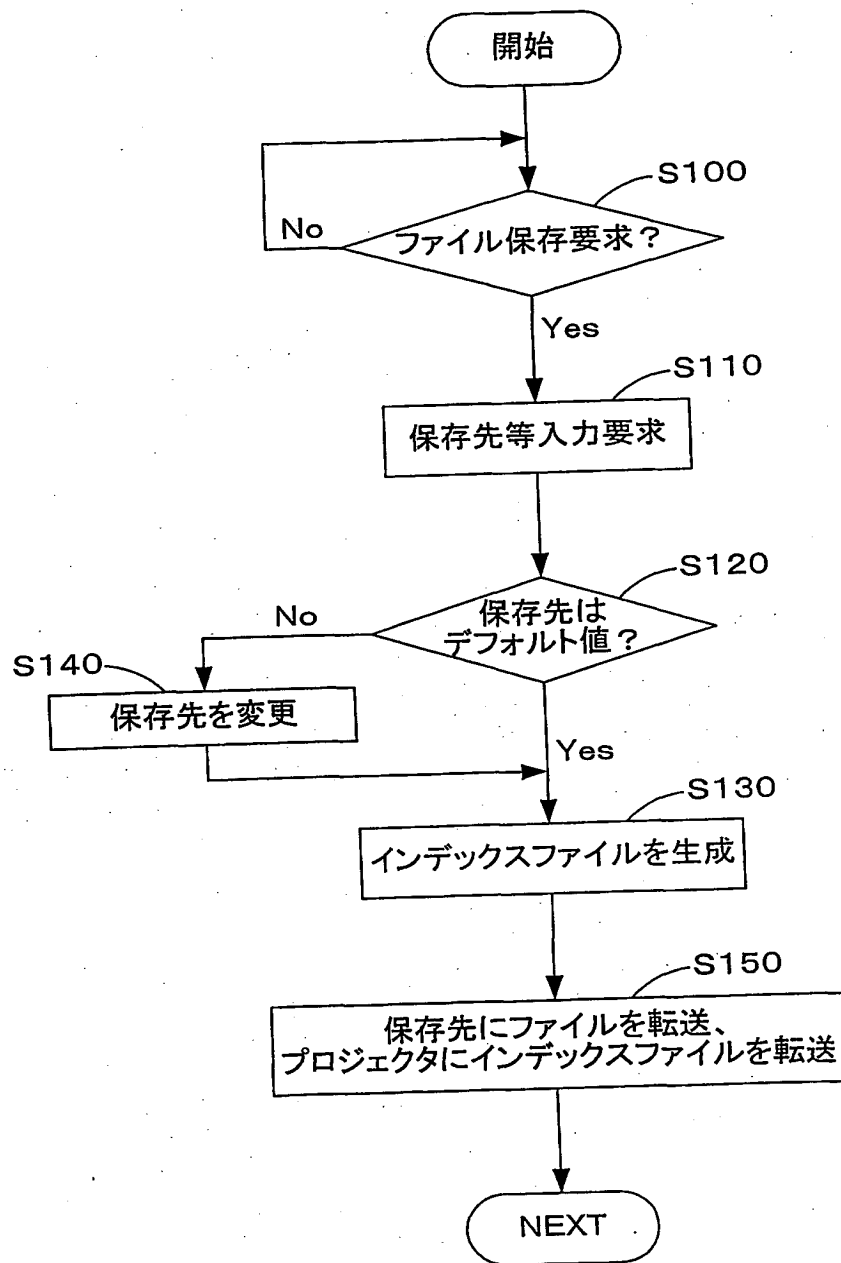 開始
S100
No
ファイル保存要求？
Yes
S110
保存先等入力要求
S120
No
保存先は
デフォルト値？
S140
保存先を変更
Yes
S130
インデックスファイルを生成
S150
保存先にファイルを転送、
プロジェクタにインデックスファイルを転送
NEXT